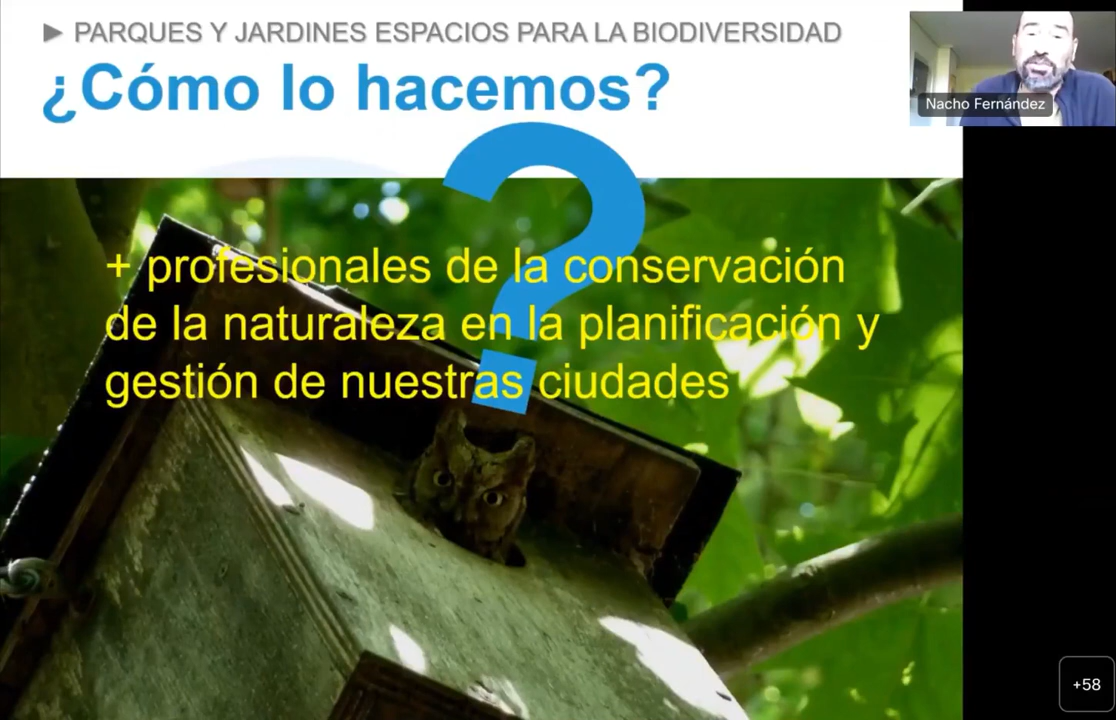 ► PARQUES Y JARDINES ESPACIOS PARA LA BIODIVERSIDAD
¿Cómo lo hacemos?
?
+ profesionales de la conservación
de la naturaleza en la planificación y
gestión de nuestras ciudades
Nacho Fernández
+58